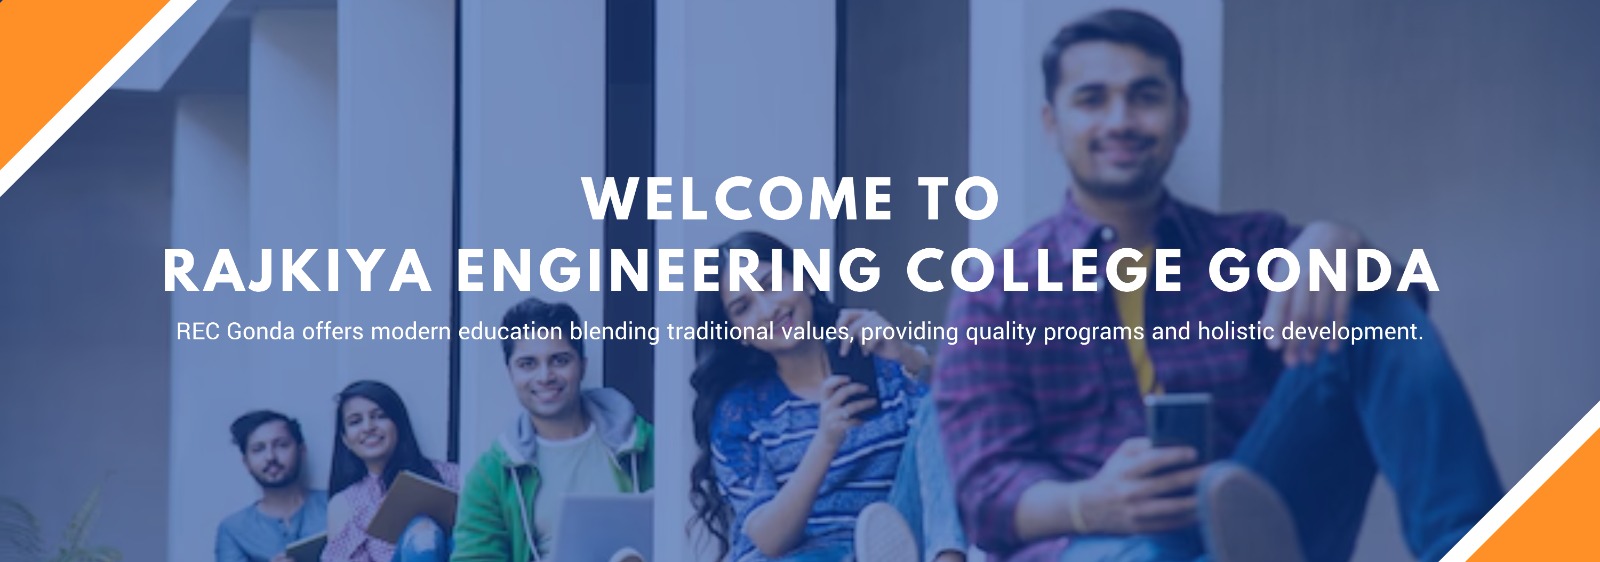 WELCOME TO
RAJKIYA ENGINEERING COLLEGE GONDA
REC Gonda offers modern education blending traditional values, providing quality programs and holistic development.